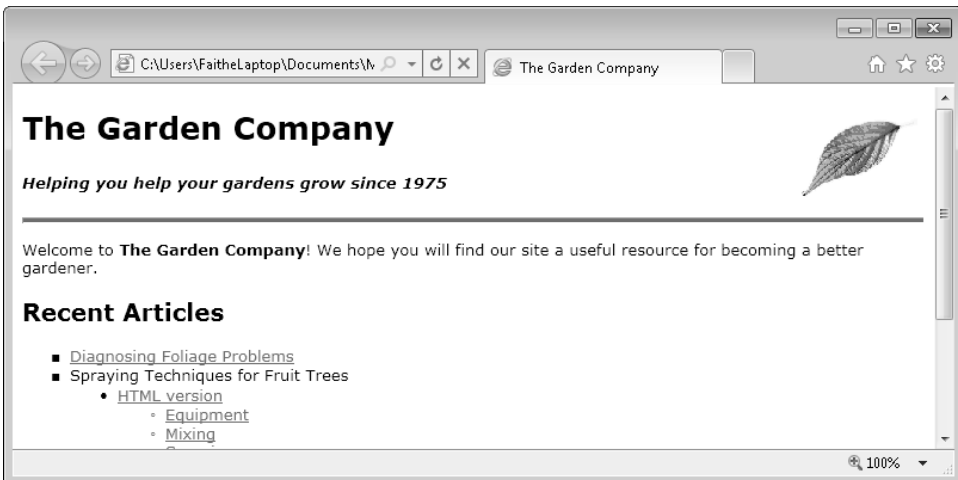 C:\Users\FaitheLaptop\Documents\
The Garden Company
The Garden Company
Helping you help your gardens grow since 1975
Welcome to The Garden Company! We hope you will find our site a useful resource for becoming a better
gardener.
Recent Articles
Diagnosing Foliage Problems
Spraying Techniques for Fruit Trees
HTML version
Equipment
Mixing
100%